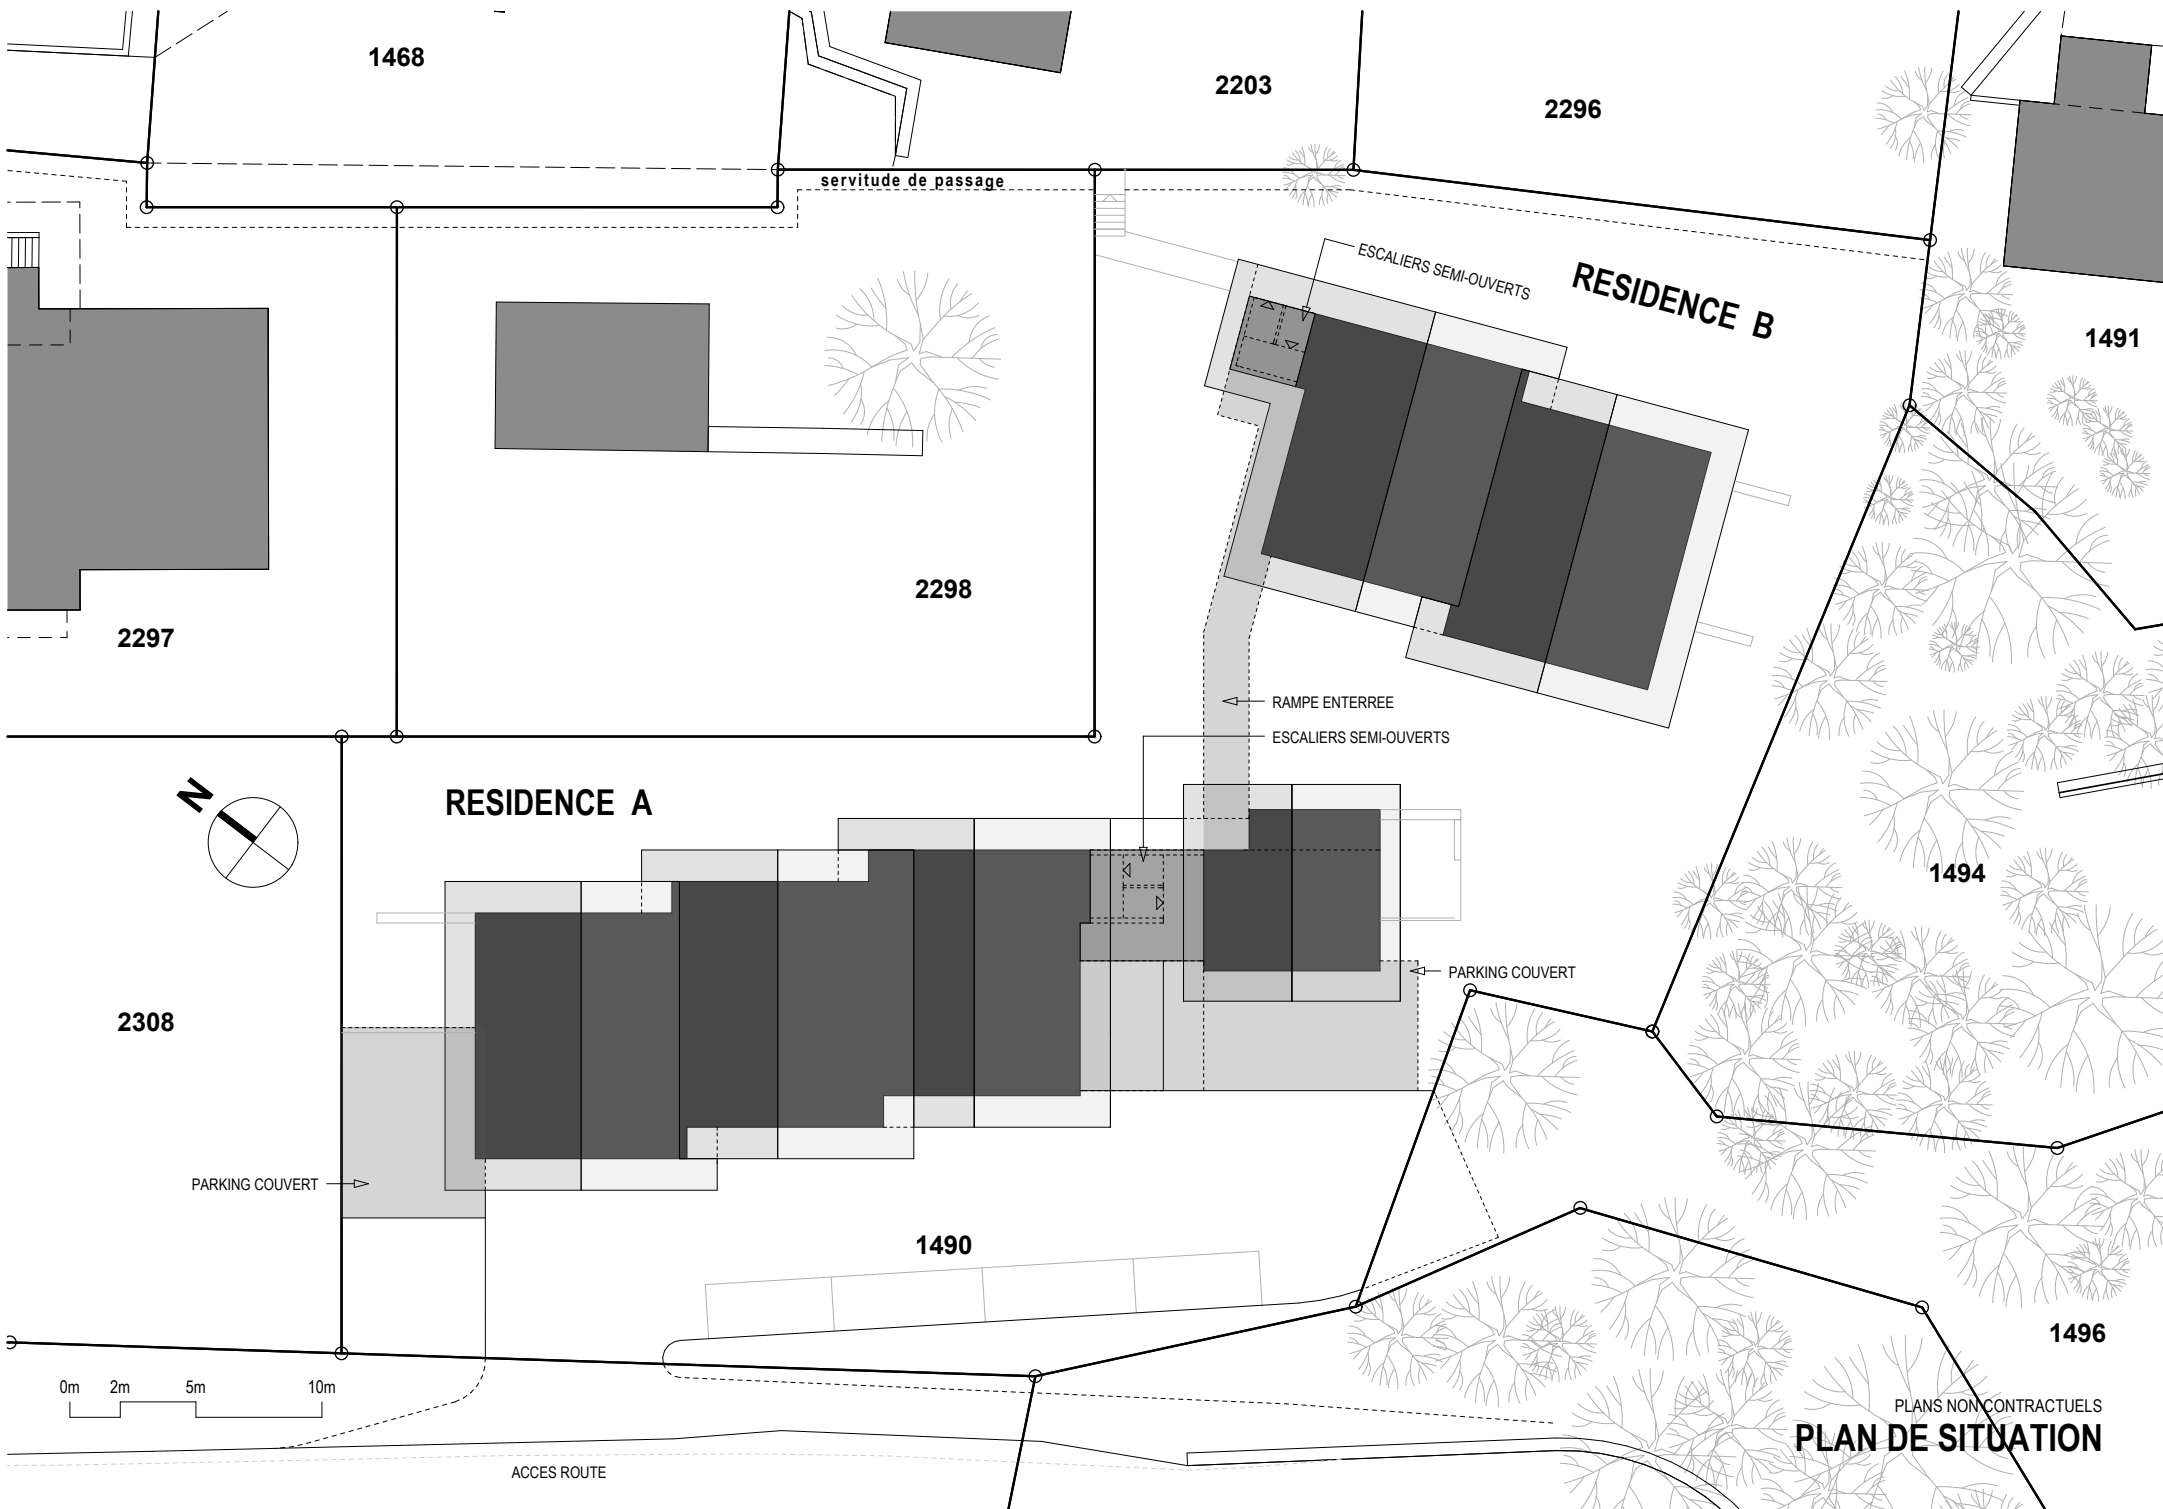 1468
2203
2296
servitude de passage
ESCALIERS SEMI-OUVERTS
RESIDENCE B
1491
2298
2297
RAMPE ENTERREE
ESCALIERS SEMI-OUVERTS
N
RESIDENCE A
1494
PARKING COUVERT
2308
PARKING COUVERT
1490
1496
0m 2m 5m 10m
PLANS NON CONTRACTUELS
PLAN DE SITUATION
ACCES ROUTE